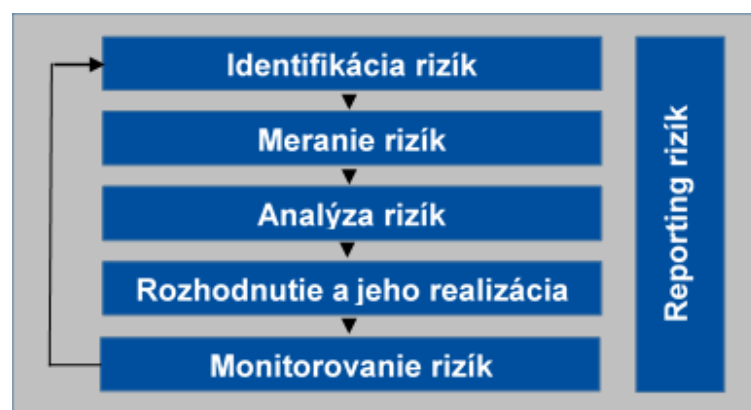 Identifikácia rizík
Meranie rizík
Analýza rizík
Rozhodnutie a jeho realizácia
Monitorovanie rizík
Reporting rizík